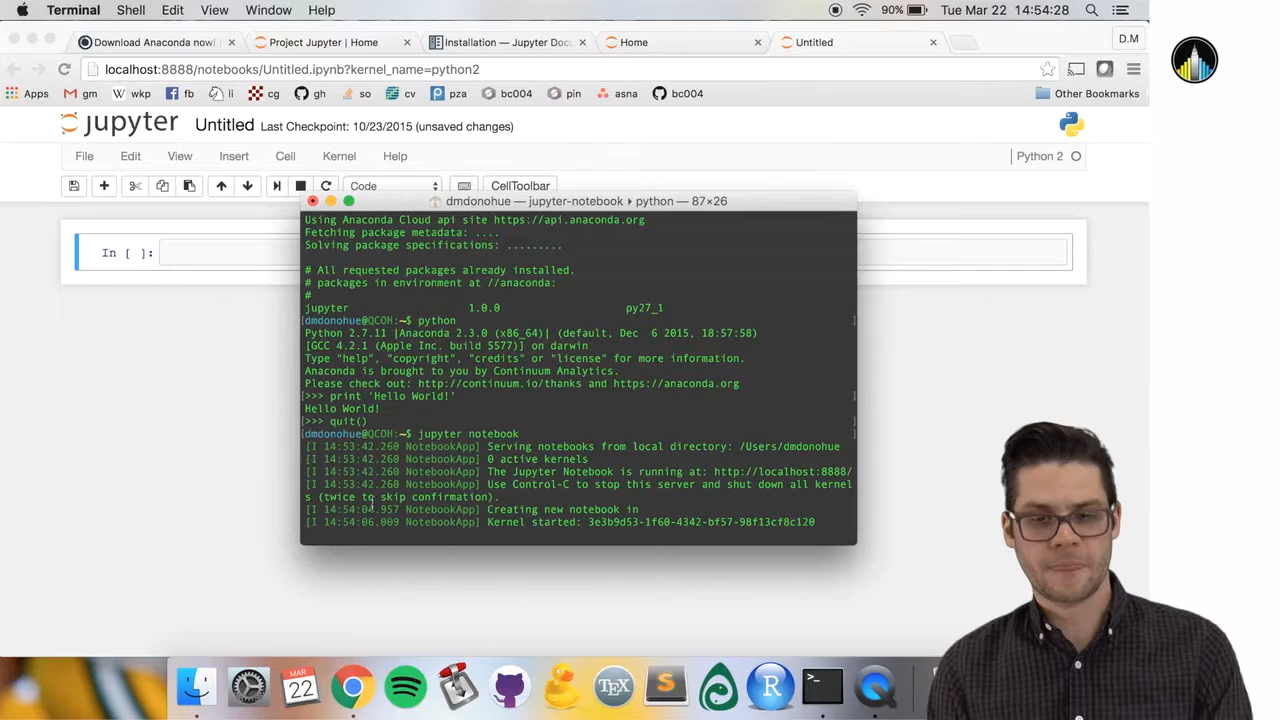 Terminal Shell Edit View Window Help 90% Tue Mar 22 14:54:28
Download Anaconda now! Project Jupyter | Home Installation — Jupyter Doc Home Untitled D.M
localhost:8888/notebooks/Untitled.ipynb?kernel_name=python2
Apps gm wkp fb li cg gh so cv pza bc004 pin asna bc004 Other Bookmarks
jupyter Untitled Last Checkpoint: 10/23/2015 (unsaved changes)
File Edit View Insert Cell Kernel Help Python 2
Code CellToolbar
In [ ]:
dmdonohue — jupyter-notebook ▸ python — 87×26
Using Anaconda Cloud api site https://api.anaconda.org
Fetching package metadata: ....
Solving package specifications: .........
# All requested packages already installed.
# packages in environment at //anaconda:
#
jupyter 1.0.0 py27_1
[dmdonohue@QCOH:~$ python ]
Python 2.7.11 |Anaconda 2.3.0 (x86_64)| (default, Dec 6 2015, 18:57:58)
[GCC 4.2.1 (Apple Inc. build 5577)] on darwin
Type "help", "copyright", "credits" or "license" for more information.
Anaconda is brought to you by Continuum Analytics.
Please check out: http://continuum.io/thanks and https://anaconda.org
[>>> print 'Hello World!' ]
Hello World!
[>>> quit() ]
[dmdonohue@QCOH:~$ jupyter notebook ]
[I 14:53:42.260 NotebookApp] Serving notebooks from local directory: /Users/dmdonohue
[I 14:53:42.260 NotebookApp] 0 active kernels
[I 14:53:42.260 NotebookApp] The Jupyter Notebook is running at: http://localhost:8888/
[I 14:53:42.260 NotebookApp] Use Control-C to stop this server and shut down all kernel
s (twice to skip confirmation).
[I 14:54:04.957 NotebookApp] Creating new notebook in
[I 14:54:06.009 NotebookApp] Kernel started: 3e3b9d53-1f60-4342-bf57-98f13cf8c120
MAR
22
TEX
S
R
>_